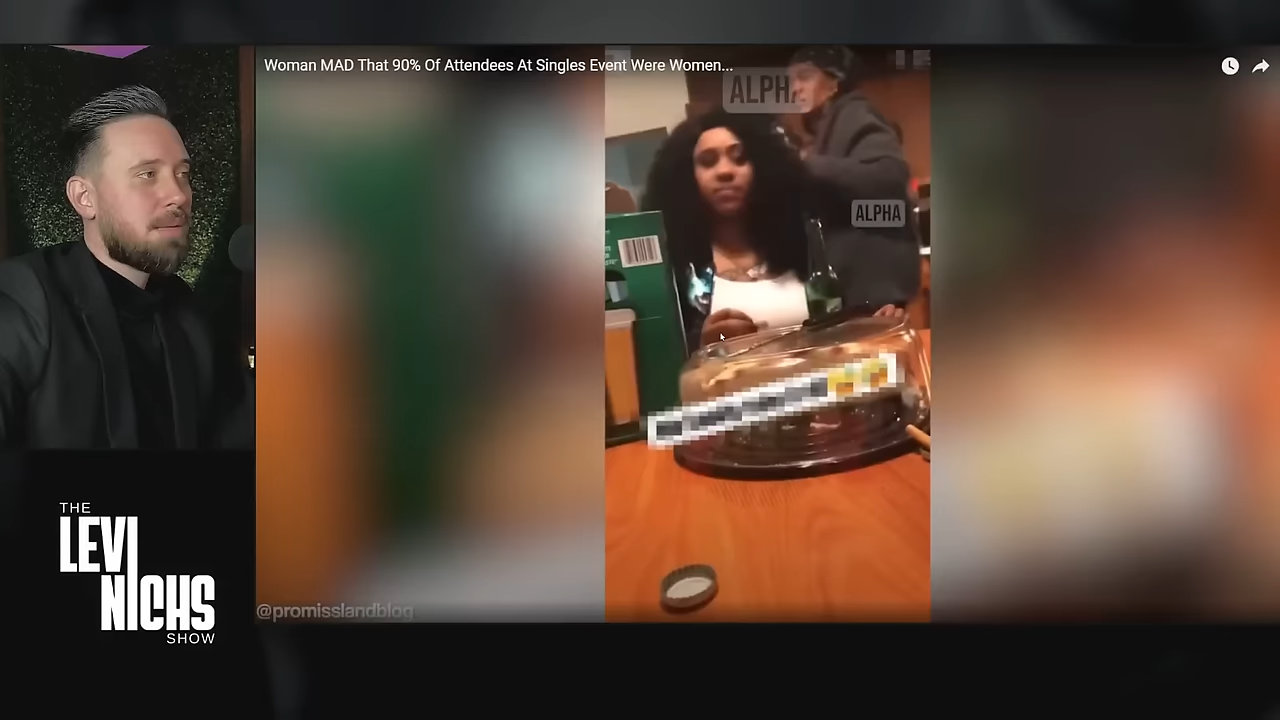 Woman MAD That 90% Of Attendees At Singles Event Were Women...
ALPHA
ALPHA
THE
LEVI
NICHS
SHOW
@promisslandblog